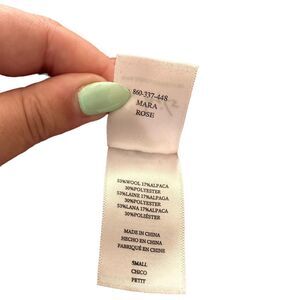 860-337-448
MARA
ROSE
53%WOOL 17%ALPACA
30%POLYESTER
53%LAINE 17%ALPAGA
30%POLYESTER
53%LANA 17%ALPACA
30%POLIÉSTER
MADE IN CHINA
HECHO EN CHINA
FABRIQUÉ EN CHINE
SMALL
CHICO
PETIT